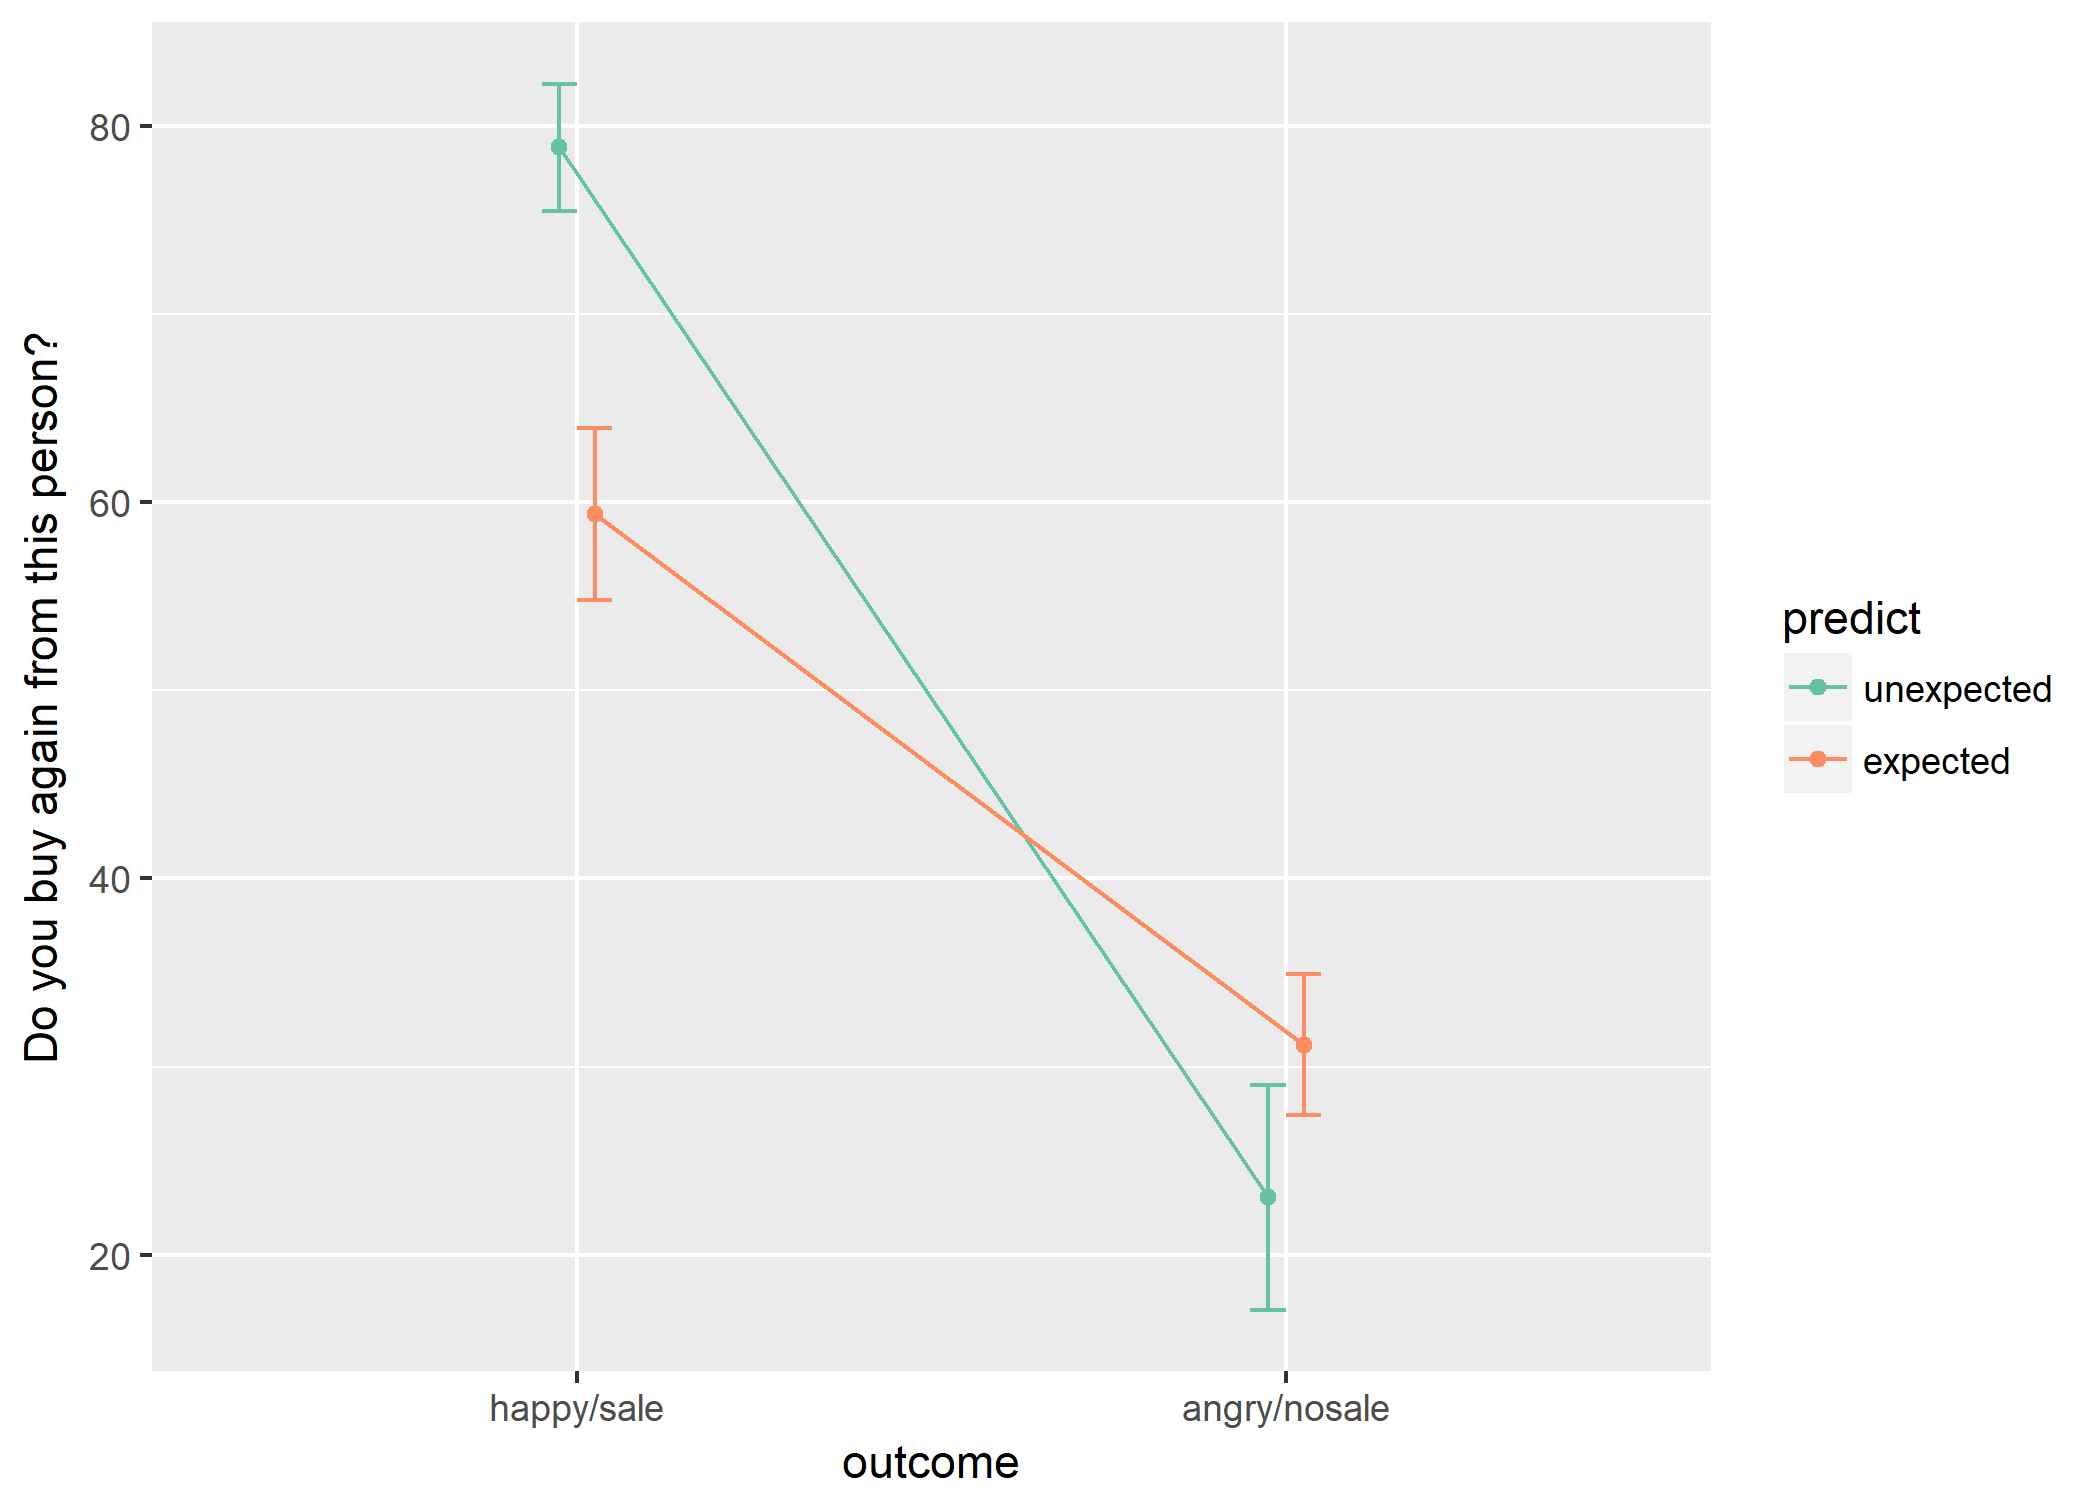 Do you buy again from this person?
80
60
40
20
happy/sale
angry/nosale
outcome
predict
unexpected
expected